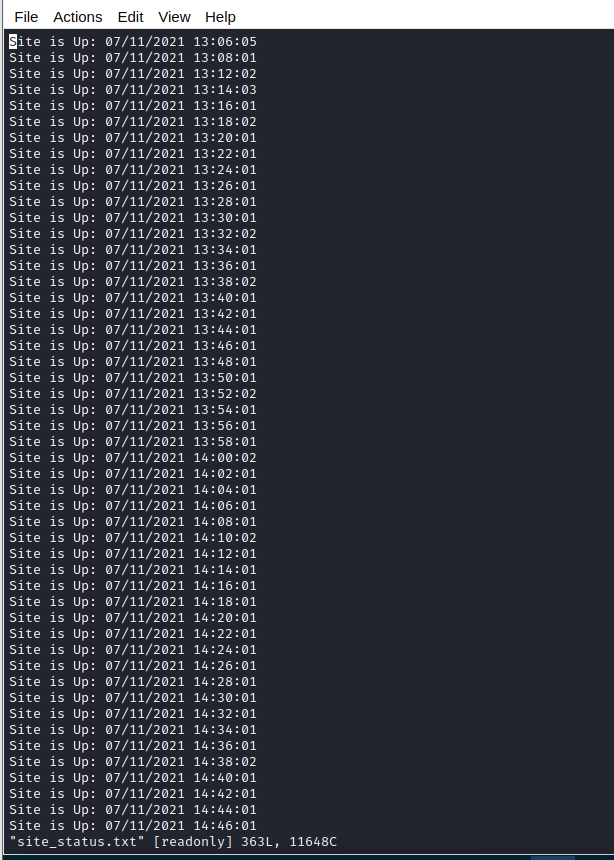 File Actions Edit View Help
Site is Up: 07/11/2021 13:06:05
Site is Up: 07/11/2021 13:08:01
Site is Up: 07/11/2021 13:12:02
Site is Up: 07/11/2021 13:14:03
Site is Up: 07/11/2021 13:16:01
Site is Up: 07/11/2021 13:18:02
Site is Up: 07/11/2021 13:20:01
Site is Up: 07/11/2021 13:22:01
Site is Up: 07/11/2021 13:24:01
Site is Up: 07/11/2021 13:26:01
Site is Up: 07/11/2021 13:28:01
Site is Up: 07/11/2021 13:30:01
Site is Up: 07/11/2021 13:32:02
Site is Up: 07/11/2021 13:34:01
Site is Up: 07/11/2021 13:36:01
Site is Up: 07/11/2021 13:38:02
Site is Up: 07/11/2021 13:40:01
Site is Up: 07/11/2021 13:42:01
Site is Up: 07/11/2021 13:44:01
Site is Up: 07/11/2021 13:46:01
Site is Up: 07/11/2021 13:48:01
Site is Up: 07/11/2021 13:50:01
Site is Up: 07/11/2021 13:52:02
Site is Up: 07/11/2021 13:54:01
Site is Up: 07/11/2021 13:56:01
Site is Up: 07/11/2021 13:58:01
Site is Up: 07/11/2021 14:00:02
Site is Up: 07/11/2021 14:02:01
Site is Up: 07/11/2021 14:04:01
Site is Up: 07/11/2021 14:06:01
Site is Up: 07/11/2021 14:08:01
Site is Up: 07/11/2021 14:10:02
Site is Up: 07/11/2021 14:12:01
Site is Up: 07/11/2021 14:14:01
Site is Up: 07/11/2021 14:16:01
Site is Up: 07/11/2021 14:18:01
Site is Up: 07/11/2021 14:20:01
Site is Up: 07/11/2021 14:22:01
Site is Up: 07/11/2021 14:24:01
Site is Up: 07/11/2021 14:26:01
Site is Up: 07/11/2021 14:28:01
Site is Up: 07/11/2021 14:30:01
Site is Up: 07/11/2021 14:32:01
Site is Up: 07/11/2021 14:34:01
Site is Up: 07/11/2021 14:36:01
Site is Up: 07/11/2021 14:38:02
Site is Up: 07/11/2021 14:40:01
Site is Up: 07/11/2021 14:42:01
Site is Up: 07/11/2021 14:44:01
Site is Up: 07/11/2021 14:46:01
"site_status.txt" [readonly] 363L, 11648C